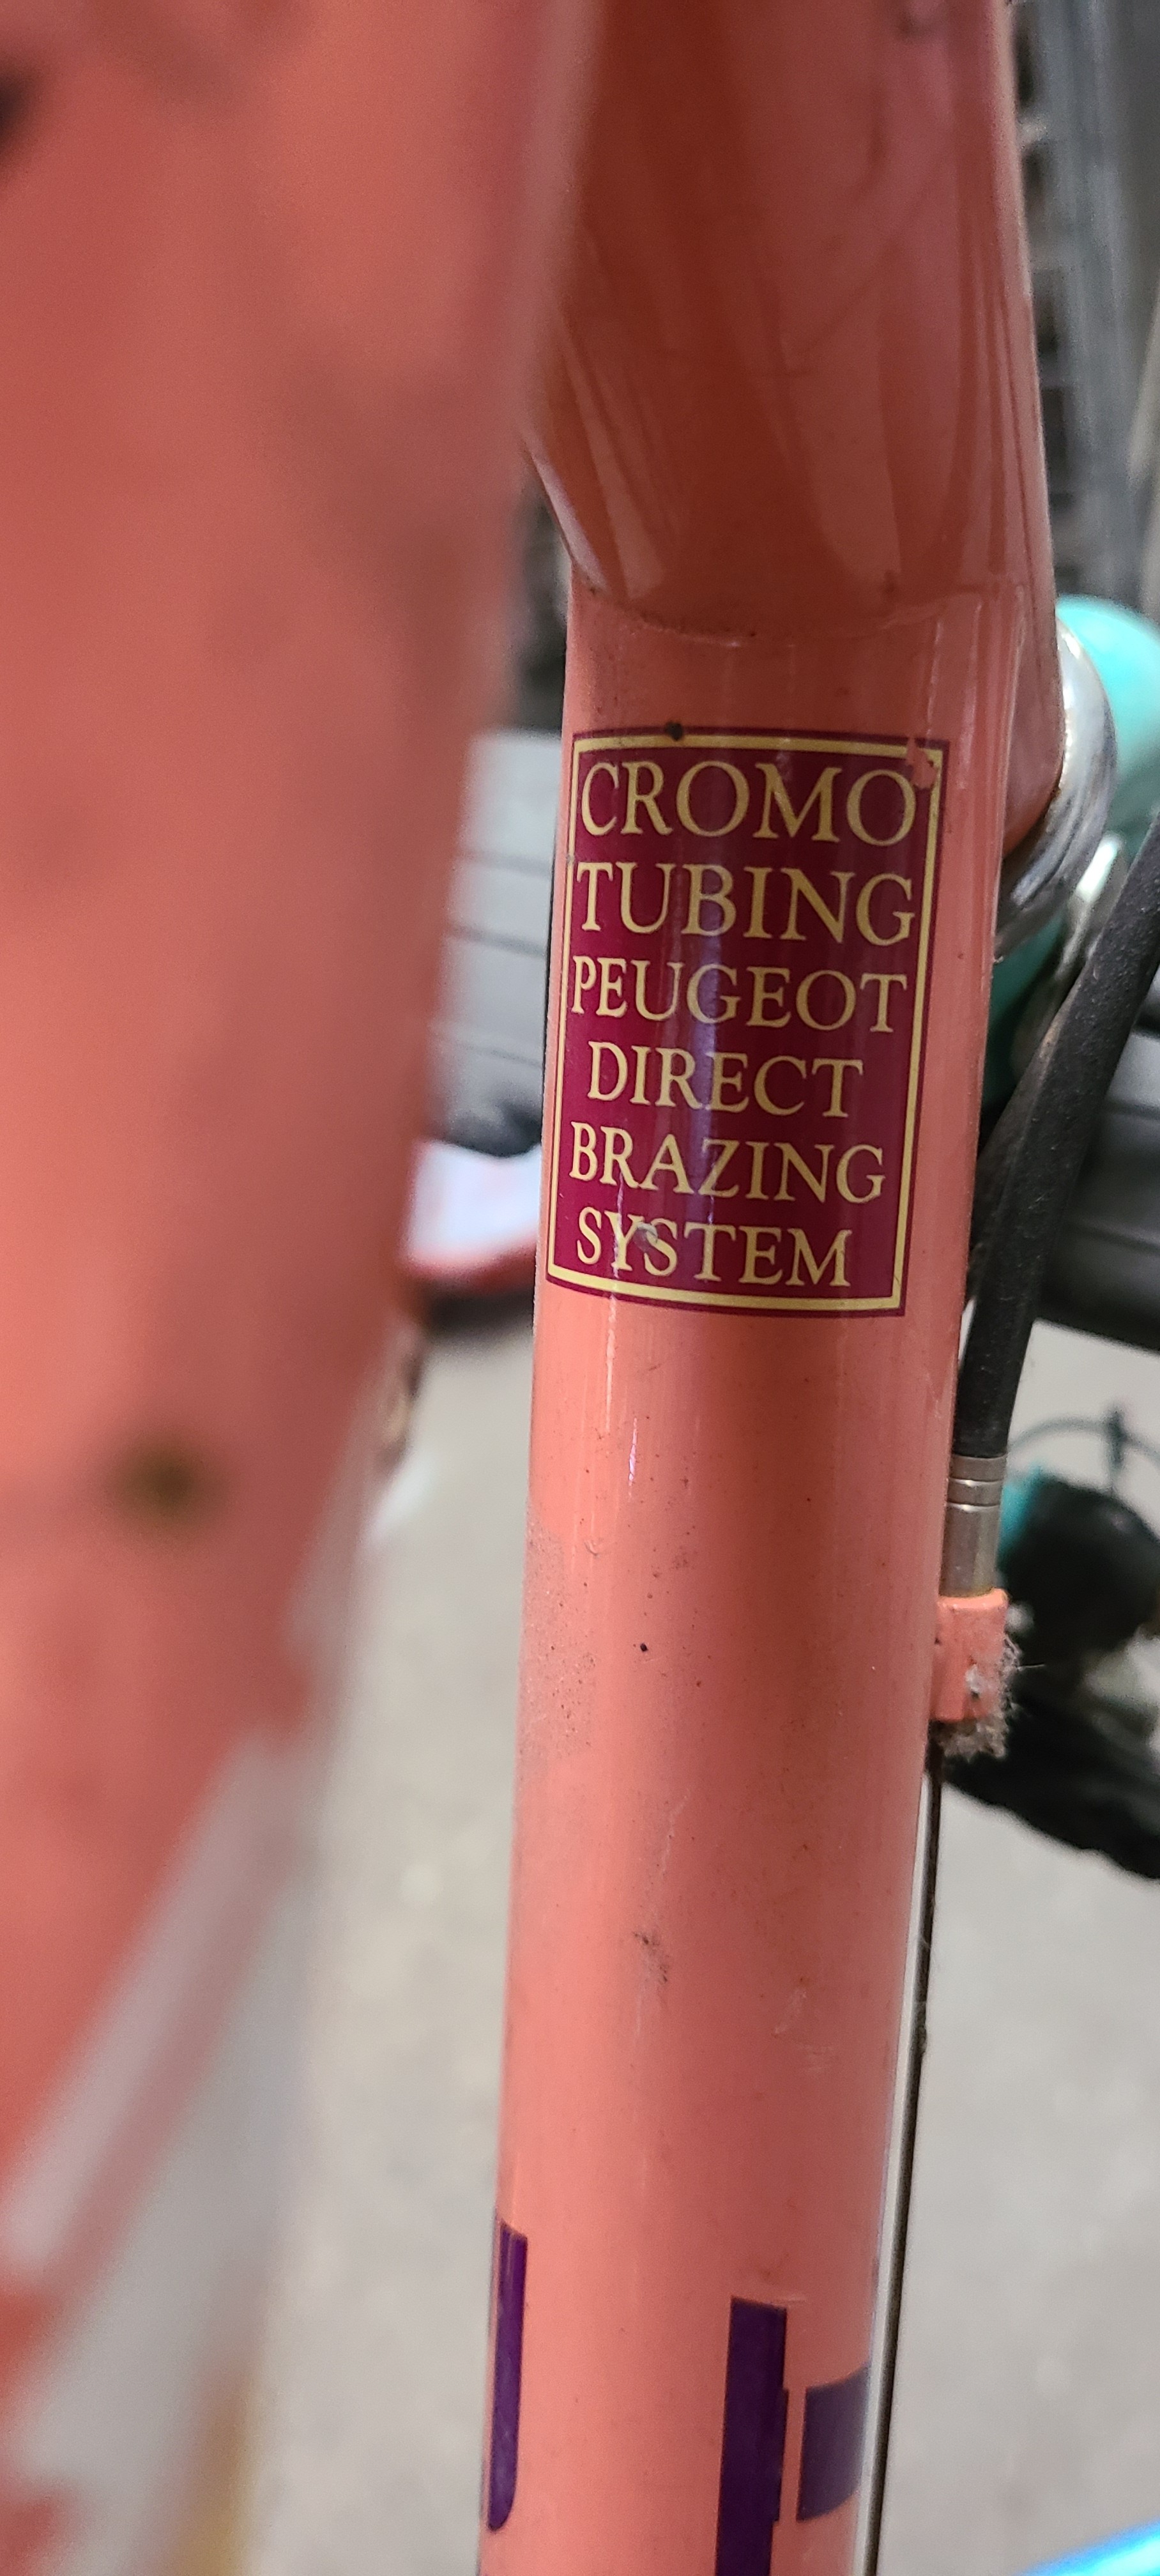 CROMO
TUBING
PEUGEOT
DIRECT
BRAZING
SYSTEM